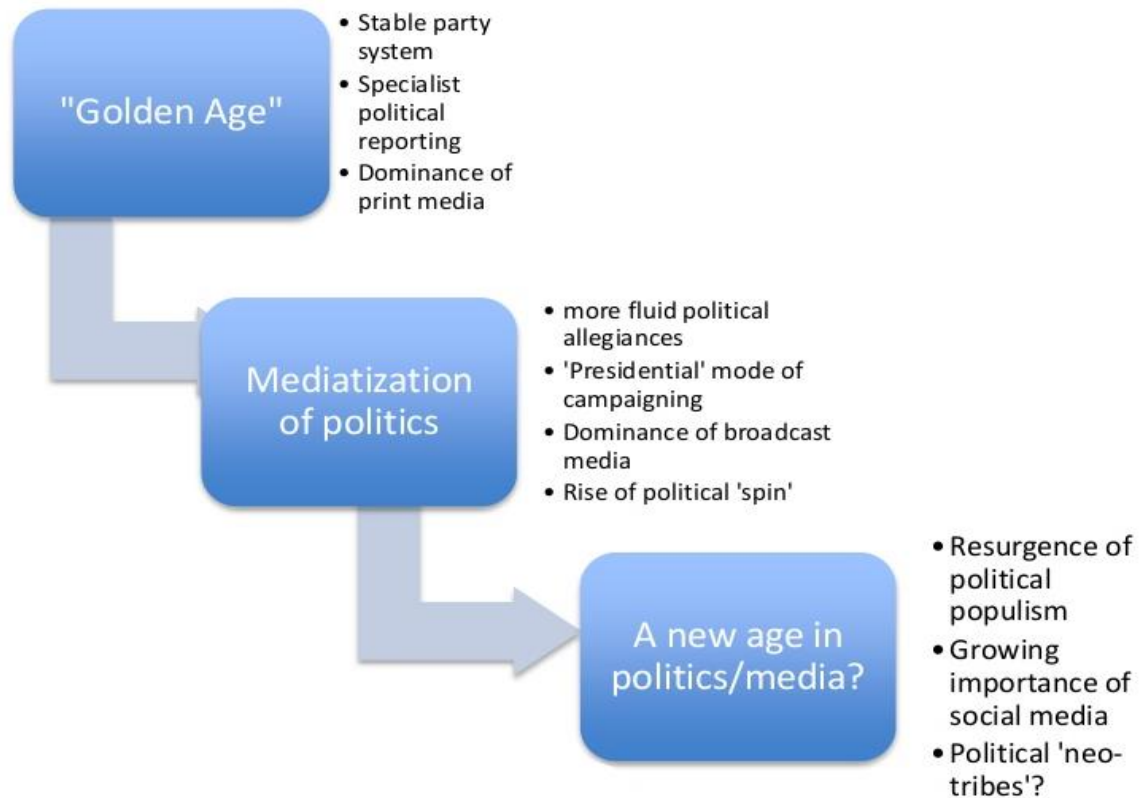 "Golden Age"
• Stable party
system
• Specialist
political
reporting
• Dominance of
print media
Mediatization
of politics
• more fluid political
allegiances
• 'Presidential' mode of
campaigning
• Dominance of broadcast
media
• Rise of political 'spin'
A new age in
politics/media?
• Resurgence of
political
populism
• Growing
importance of
social media
• Political 'neo-
tribes'?